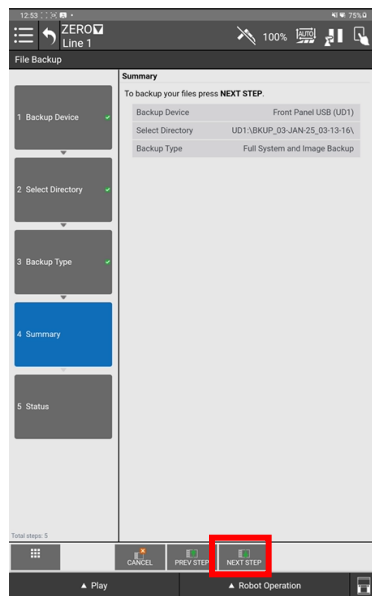 12:53
75%
ZERO
Line 1
100%
AUTO
File Backup
Summary
To backup your files press NEXT STEP.
Backup Device Front Panel USB (UD1)
Select Directory UD1:\BKUP_03-JAN-25_03-13-16\
Backup Type Full System and Image Backup
1 Backup Device
2 Select Directory
3 Backup Type
4 Summary
5 Status
Total steps: 5
CANCEL
PREV STEP
NEXT STEP
Play
Robot Operation